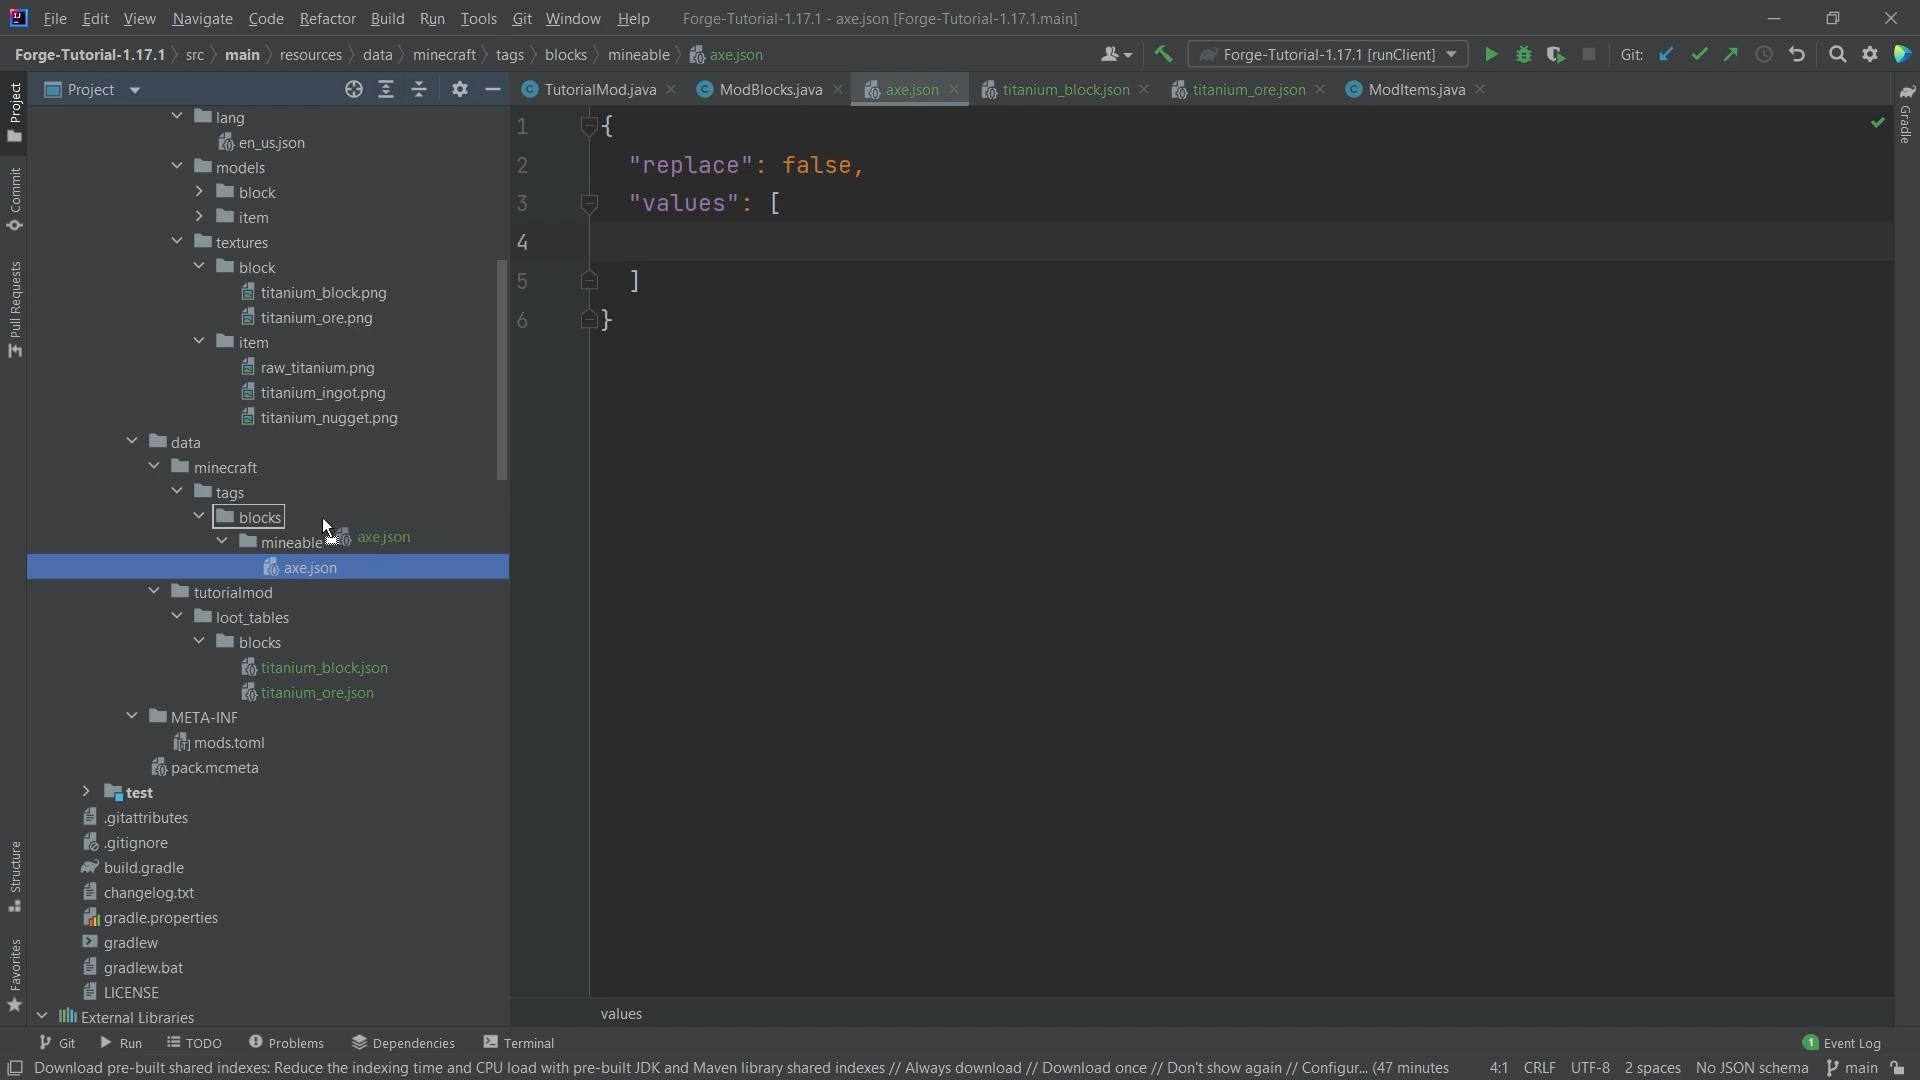 File Edit View Navigate Code Refactor Build Run Tools Git Window Help Forge-Tutorial-1.17.1 - axe.json [Forge-Tutorial-1.17.1.main]
Forge-Tutorial-1.17.1 src main resources data minecraft tags blocks mineable axe.json Forge-Tutorial-1.17.1 [runClient] Git:
Project TutorialMod.java ModBlocks.java axe.json titanium_block.json titanium_ore.json ModItems.java
Project
Commit
Pull Requests
Structure
Favorites
Gradle
lang
en_us.json
models
block
item
textures
block
titanium_block.png
titanium_ore.png
item
raw_titanium.png
titanium_ingot.png
titanium_nugget.png
data
minecraft
tags
blocks
mineable axe.json
axe.json
tutorialmod
loot_tables
blocks
titanium_block.json
titanium_ore.json
META-INF
mods.toml
pack.mcmeta
test
.gitattributes
.gitignore
build.gradle
changelog.txt
gradle.properties
gradlew
gradlew.bat
LICENSE
External Libraries
1 {
2 "replace": false,
3 "values": [
4
5 ]
6 }
values
Git Run TODO Problems Dependencies Terminal 1 Event Log
Download pre-built shared indexes: Reduce the indexing time and CPU load with pre-built JDK and Maven library shared indexes // Always download // Download once // Don't show again // Configur... (47 minutes 4:1 CRLF UTF-8 2 spaces No JSON schema main